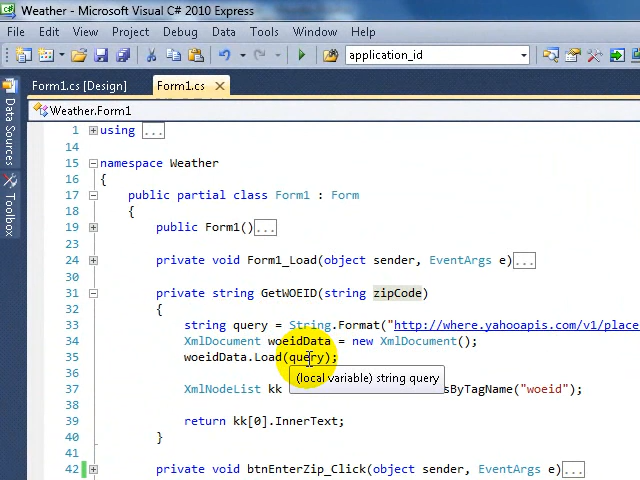 Weather - Microsoft Visual C# 2010 Express
File Edit View Project Debug Data Tools Window Help
application_id
Form1.cs [Design] Form1.cs
Weather.Form1
Data Sources
Toolbox
1 using ...
14
15 namespace Weather
16 {
17 public partial class Form1 : Form
18 {
19 public Form1()...
23
24 private void Form1_Load(object sender, EventArgs e)...
30
31 private string GetWOEID(string zipCode)
32 {
33 string query = String.Format("http://where.yahooapis.com/v1/place
34 XmlDocument woeidData = new XmlDocument();
35 woeidData.Load(query);
36
(local variable) string query
37 XmlNodeList kk sByTagName("woeid");
38
39 return kk[0].InnerText;
40 }
41
42 private void btnEnterZip_Click(object sender, EventArgs e)...